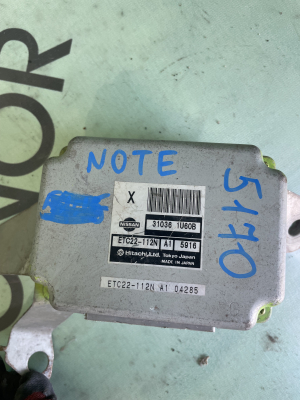 NOTE
5170
X
NISSAN
31036 1U60B
ETC22-112N A1 5916
Hitachi,Ltd. Tokyo Japan
MADE IN JAPAN
ETC22-112N A1 04285